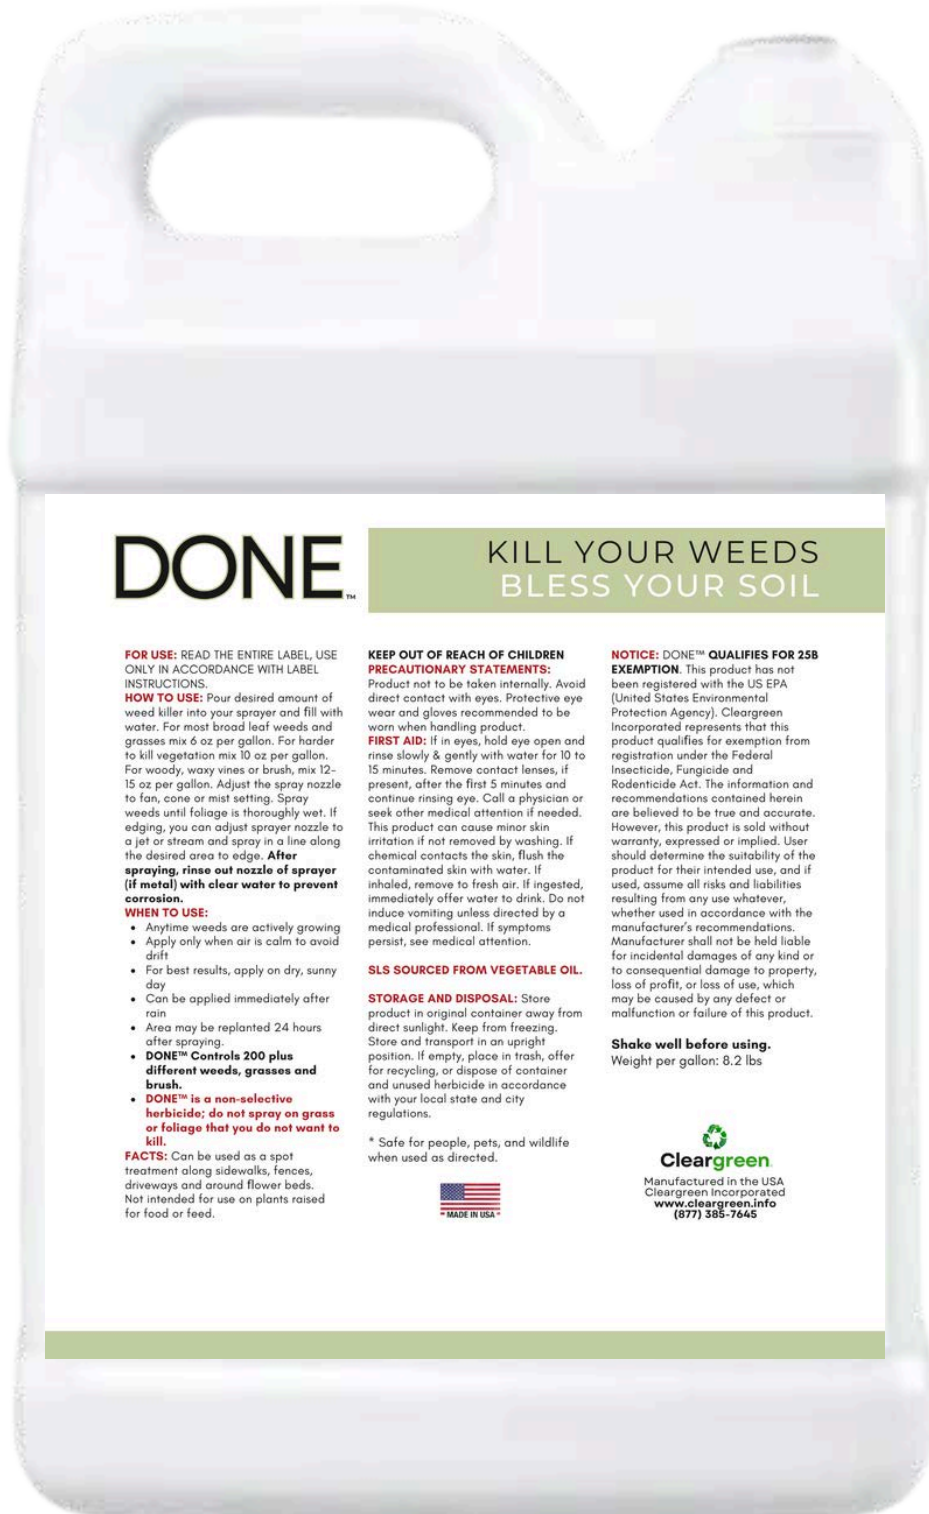 DONE™
KILL YOUR WEEDS
BLESS YOUR SOIL
FOR USE: READ THE ENTIRE LABEL, USE
ONLY IN ACCORDANCE WITH LABEL
INSTRUCTIONS.
HOW TO USE: Pour desired amount of
weed killer into your sprayer and fill with
water. For most broad leaf weeds and
grasses mix 6 oz per gallon. For harder
to kill vegetation mix 10 oz per gallon.
For woody, waxy vines or brush, mix 12-
15 oz per gallon. Adjust the spray nozzle
to fan, cone or mist setting. Spray
weeds until foliage is thoroughly wet. If
edging, you can adjust sprayer nozzle to
a jet or stream and spray in a line along
the desired area to edge. After
spraying, rinse out nozzle of sprayer
(if metal) with clear water to prevent
corrosion.
WHEN TO USE:
• Anytime weeds are actively growing
• Apply only when air is calm to avoid
drift
• For best results, apply on dry, sunny
day
• Can be applied immediately after
rain
• Area may be replanted 24 hours
after spraying.
• DONE™ Controls 200 plus
different weeds, grasses and
brush.
• DONE™ is a non-selective
herbicide; do not spray on grass
or foliage that you do not want to
kill.
FACTS: Can be used as a spot
treatment along sidewalks, fences,
driveways and around flower beds.
Not intended for use on plants raised
for food or feed.
KEEP OUT OF REACH OF CHILDREN
PRECAUTIONARY STATEMENTS:
Product not to be taken internally. Avoid
direct contact with eyes. Protective eye
wear and gloves recommended to be
worn when handling product.
FIRST AID: If in eyes, hold eye open and
rinse slowly & gently with water for 10 to
15 minutes. Remove contact lenses, if
present, after the first 5 minutes and
continue rinsing eye. Call a physician or
seek other medical attention if needed.
This product can cause minor skin
irritation if not removed by washing. If
chemical contacts the skin, flush the
contaminated skin with water. If
inhaled, remove to fresh air. If ingested,
immediately offer water to drink. Do not
induce vomiting unless directed by a
medical professional. If symptoms
persist, see medical attention.
SLS SOURCED FROM VEGETABLE OIL.
STORAGE AND DISPOSAL: Store
product in original container away from
direct sunlight. Keep from freezing.
Store and transport in an upright
position. If empty, place in trash, offer
for recycling, or dispose of container
and unused herbicide in accordance
with your local state and city
regulations.
* Safe for people, pets, and wildlife
when used as directed.
* MADE IN USA *
NOTICE: DONE™ QUALIFIES FOR 25B
EXEMPTION. This product has not
been registered with the US EPA
(United States Environmental
Protection Agency). Cleargreen
Incorporated represents that this
product qualifies for exemption from
registration under the Federal
Insecticide, Fungicide and
Rodenticide Act. The information and
recommendations contained herein
are believed to be true and accurate.
However, this product is sold without
warranty, expressed or implied. User
should determine the suitability of the
product for their intended use, and if
used, assume all risks and liabilities
resulting from any use whatever,
whether used in accordance with the
manufacturer's recommendations.
Manufacturer shall not be held liable
for incidental damages of any kind or
to consequential damage to property,
loss of profit, or loss of use, which
may be caused by any defect or
malfunction or failure of this product.
Shake well before using.
Weight per gallon: 8.2 lbs
Cleargreen
Manufactured in the USA
Cleargreen Incorporated
www.cleargreen.info
(877) 385-7645